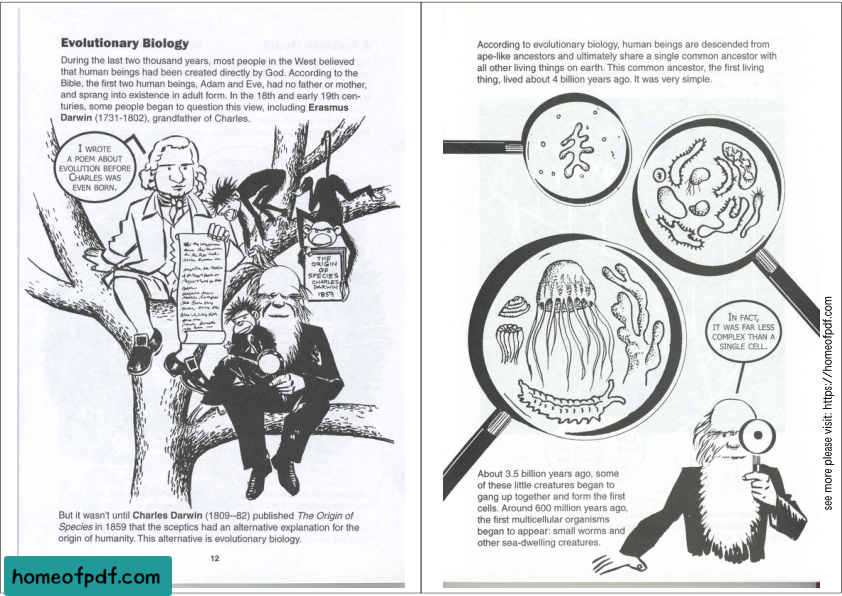 Evolutionary Biology
During the last two thousand years, most people in the West believed
that human beings had been created directly by God. According to the
Bible, the first two human beings, Adam and Eve, had no father or mother,
and sprang into existence in adult form. In the 18th and early 19th cen-
turies, some people began to question this view, including Erasmus
Darwin (1731-1802), grandfather of Charles.
I WROTE
A POEM ABOUT
EVOLUTION BEFORE
CHARLES WAS
EVEN BORN.
THE
ORIGIN
OF
SPECIES
CHARLES
DARWIN
1859
But it wasn't until Charles Darwin (1809--82) published The Origin of
Species in 1859 that the sceptics had an alternative explanation for the
origin of humanity. This alternative is evolutionary biology.
12
homeofpdf.com
According to evolutionary biology, human beings are descended from
ape-like ancestors and ultimately share a single common ancestor with
all other living things on earth. This common ancestor, the first living
thing, lived about 4 billion years ago. It was very simple.
IN FACT,
IT WAS FAR LESS
COMPLEX THAN A
SINGLE CELL.
About 3.5 billion years ago, some
of these little creatures began to
gang up together and form the first
cells. Around 600 million years ago,
the first multicellular organisms
began to appear: small worms and
other sea-dwelling creatures.
see more please visit: https://homeofpdf.com